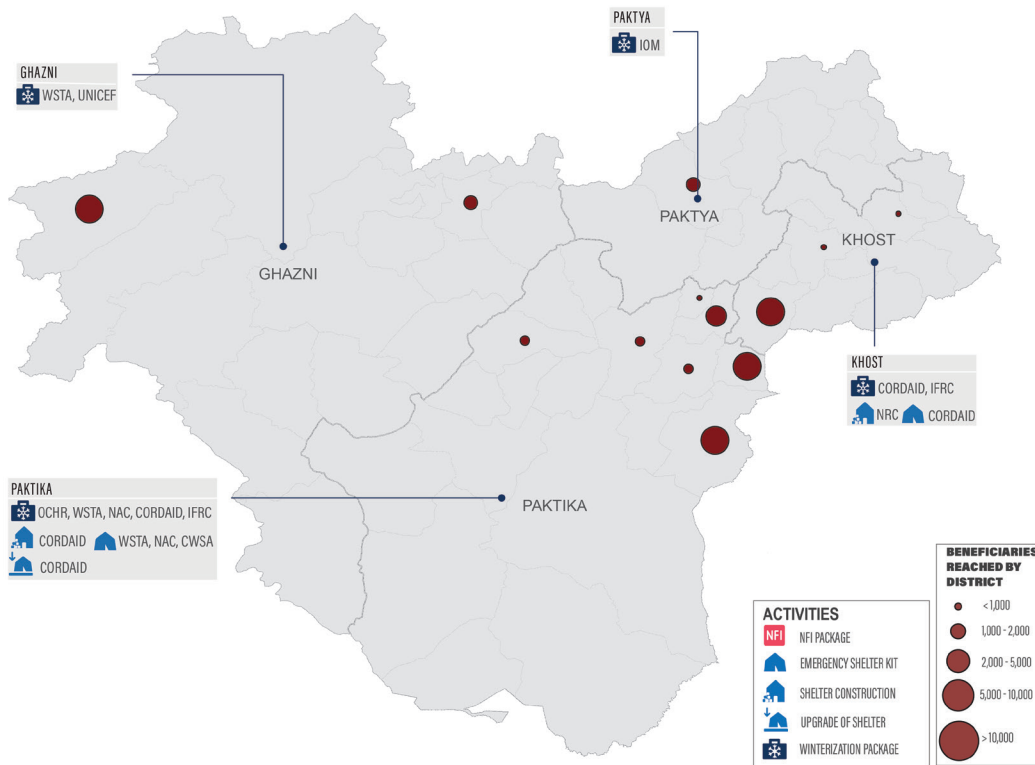 PAKTYA
IOM
GHAZNI
WSTA, UNICEF
PAKTYA
KHOST
GHAZNI
KHOST
CORDAID, IFRC
NRC CORDAID
PAKTIKA
OCHR, WSTA, NAC, CORDAID, IFRC
CORDAID WSTA, NAC, CWSA
CORDAID
PAKTIKA
ACTIVITIES
NFI NFI PACKAGE
EMERGENCY SHELTER KIT
SHELTER CONSTRUCTION
UPGRADE OF SHELTER
WINTERIZATION PACKAGE
BENEFICIARIES
REACHED BY
DISTRICT
<1,000
1,000 - 2,000
2,000 - 5,000
5,000 - 10,000
>10,000